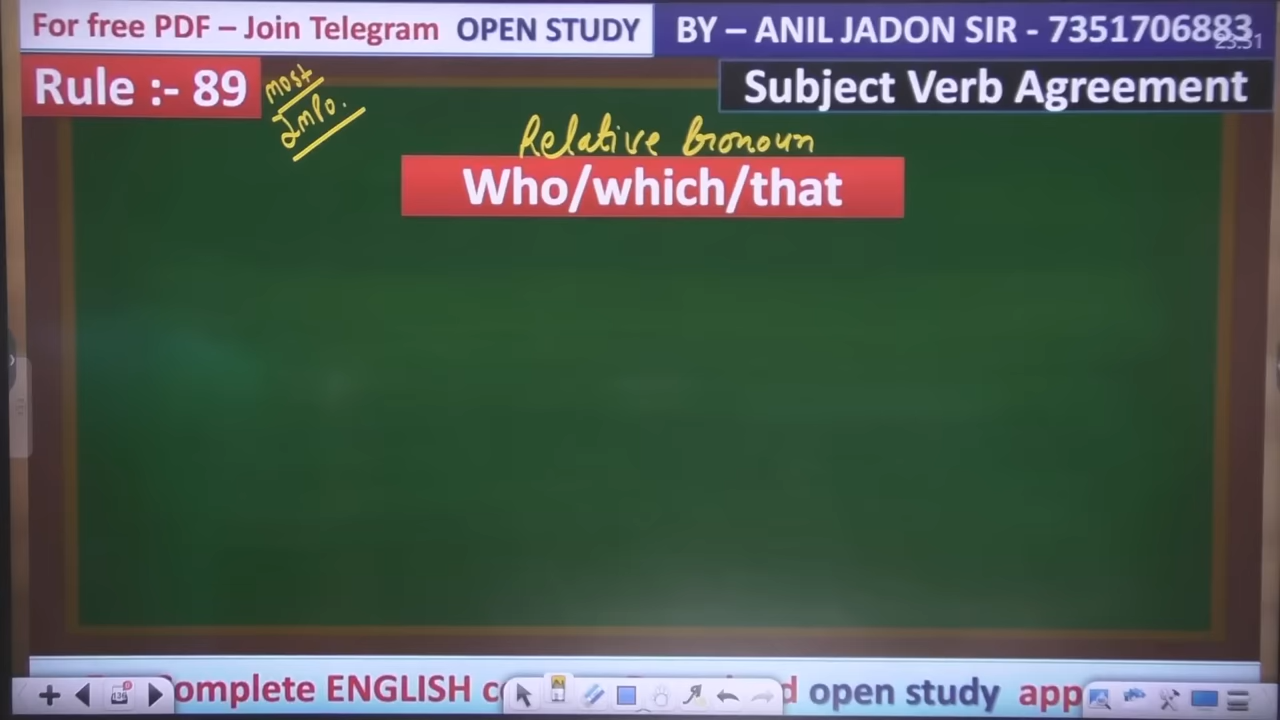 For free PDF – Join Telegram OPEN STUDY BY – ANIL JADON SIR - 7351706883
Rule :- 89
most
Impo.
Subject Verb Agreement
Relative Pronoun
Who/which/that
omplete ENGLISH c
d open study app